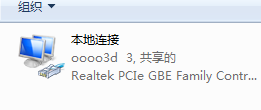 组织
本地连接
oooo3d  3, 共享的
Realtek PCIe GBE Family Contr...